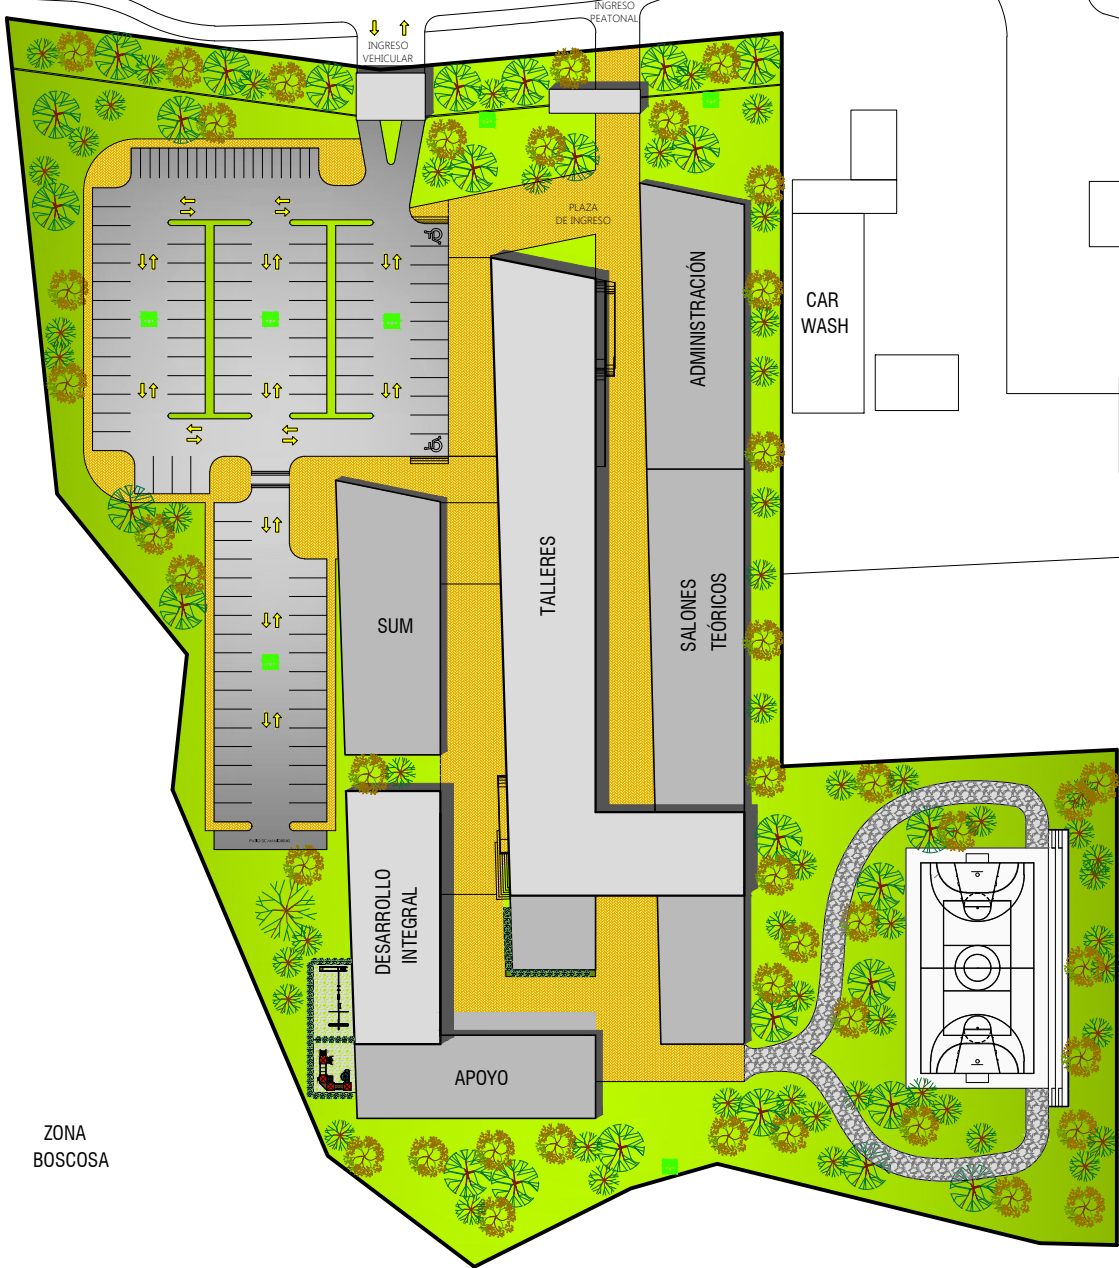 INGRESO
PEATONAL
INGRESO
VEHICULAR
PLAZA
DE INGRESO
ADMINISTRACIÓN
CAR
WASH
TALLERES
SALONES
TEÓRICOS
SUM
DESARROLLO
INTEGRAL
APOYO
ZONA
BOSCOSA